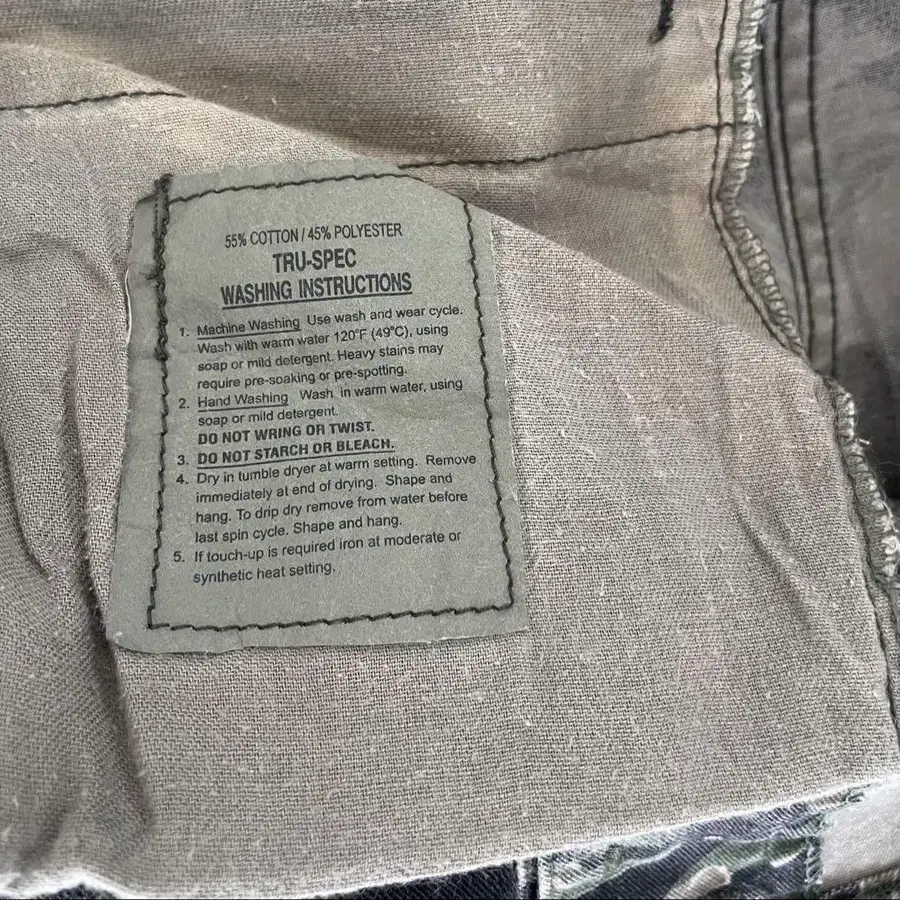 55% COTTON / 45% POLYESTER
TRU-SPEC
WASHING INSTRUCTIONS
1. Machine Washing Use wash and wear cycle.
Wash with warm water 120°F (49°C), using
soap or mild detergent. Heavy stains may
require pre-soaking or pre-spotting.
2. Hand Washing Wash in warm water, using
soap or mild detergent.
DO NOT WRING OR TWIST.
3. DO NOT STARCH OR BLEACH.
4. Dry in tumble dryer at warm setting. Remove
immediately at end of drying. Shape and
hang. To drip dry remove from water before
last spin cycle. Shape and hang.
5. If touch-up is required iron at moderate or
synthetic heat setting.